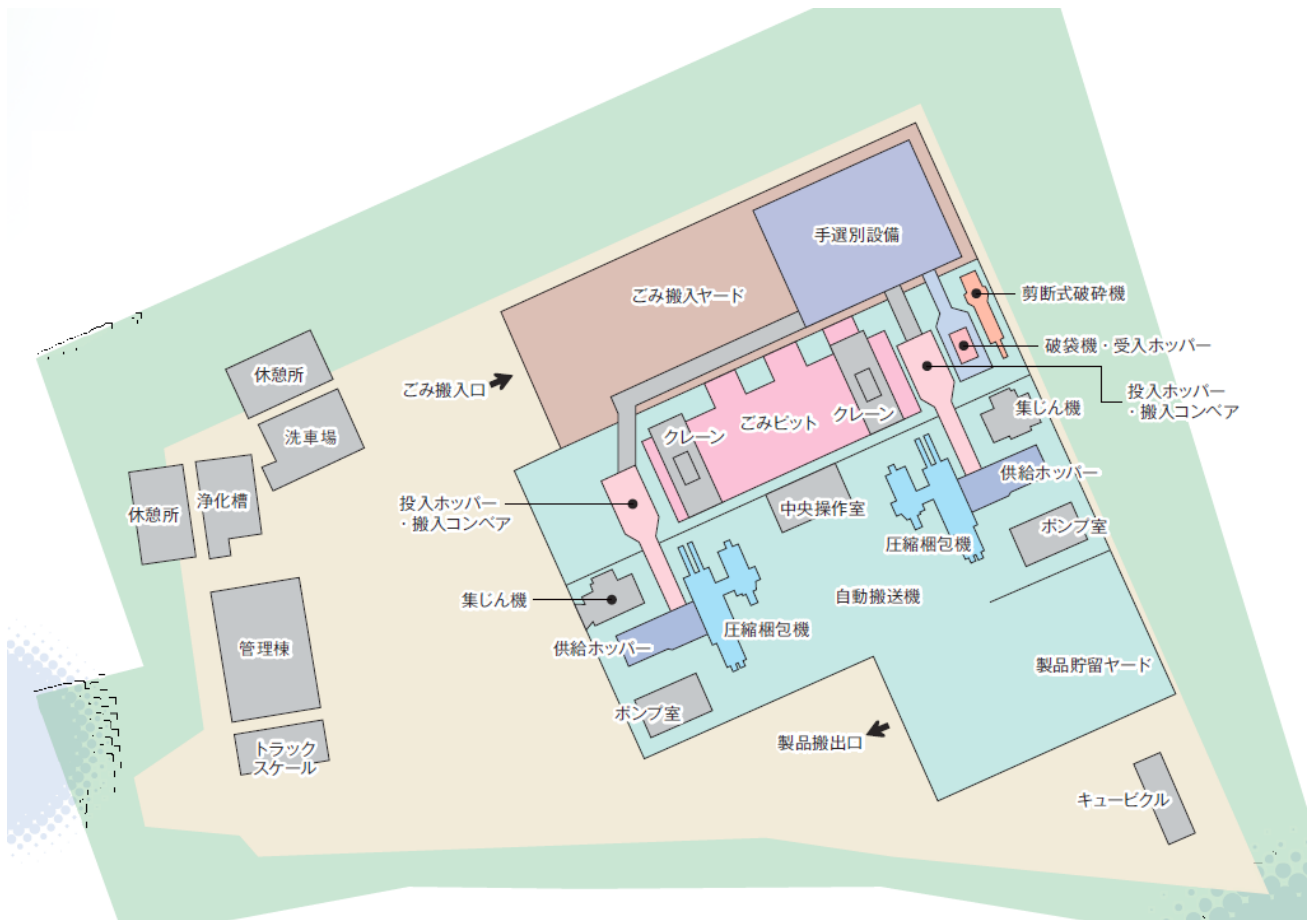 手選別設備
ごみ搬入ヤード
剪断式破砕機
破袋機・受入ホッパー
投入ホッパー
・搬入コンベア
休憩所
ごみ搬入口
集じん機
クレーン
ごみピット
クレーン
洗車場
供給ホッパー
休憩所
浄化槽
投入ホッパー
・搬入コンベア
中央操作室
ポンプ室
圧縮梱包機
集じん機
自動搬送機
圧縮梱包機
管理棟
供給ホッパー
製品貯留ヤード
ポンプ室
製品搬出口
トラック
スケール
キュービクル